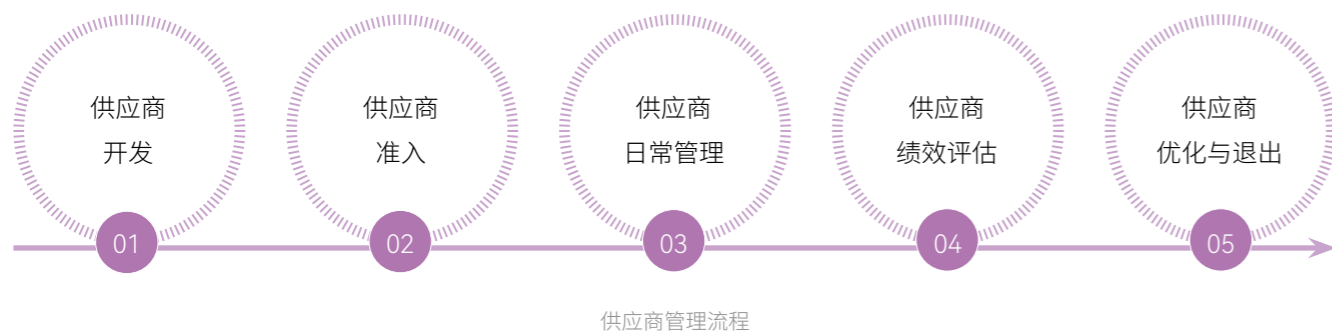 供应商
开发
01
供应商
准入
02
供应商
日常管理
03
供应商
绩效评估
04
供应商
优化与退出
05
供应商管理流程